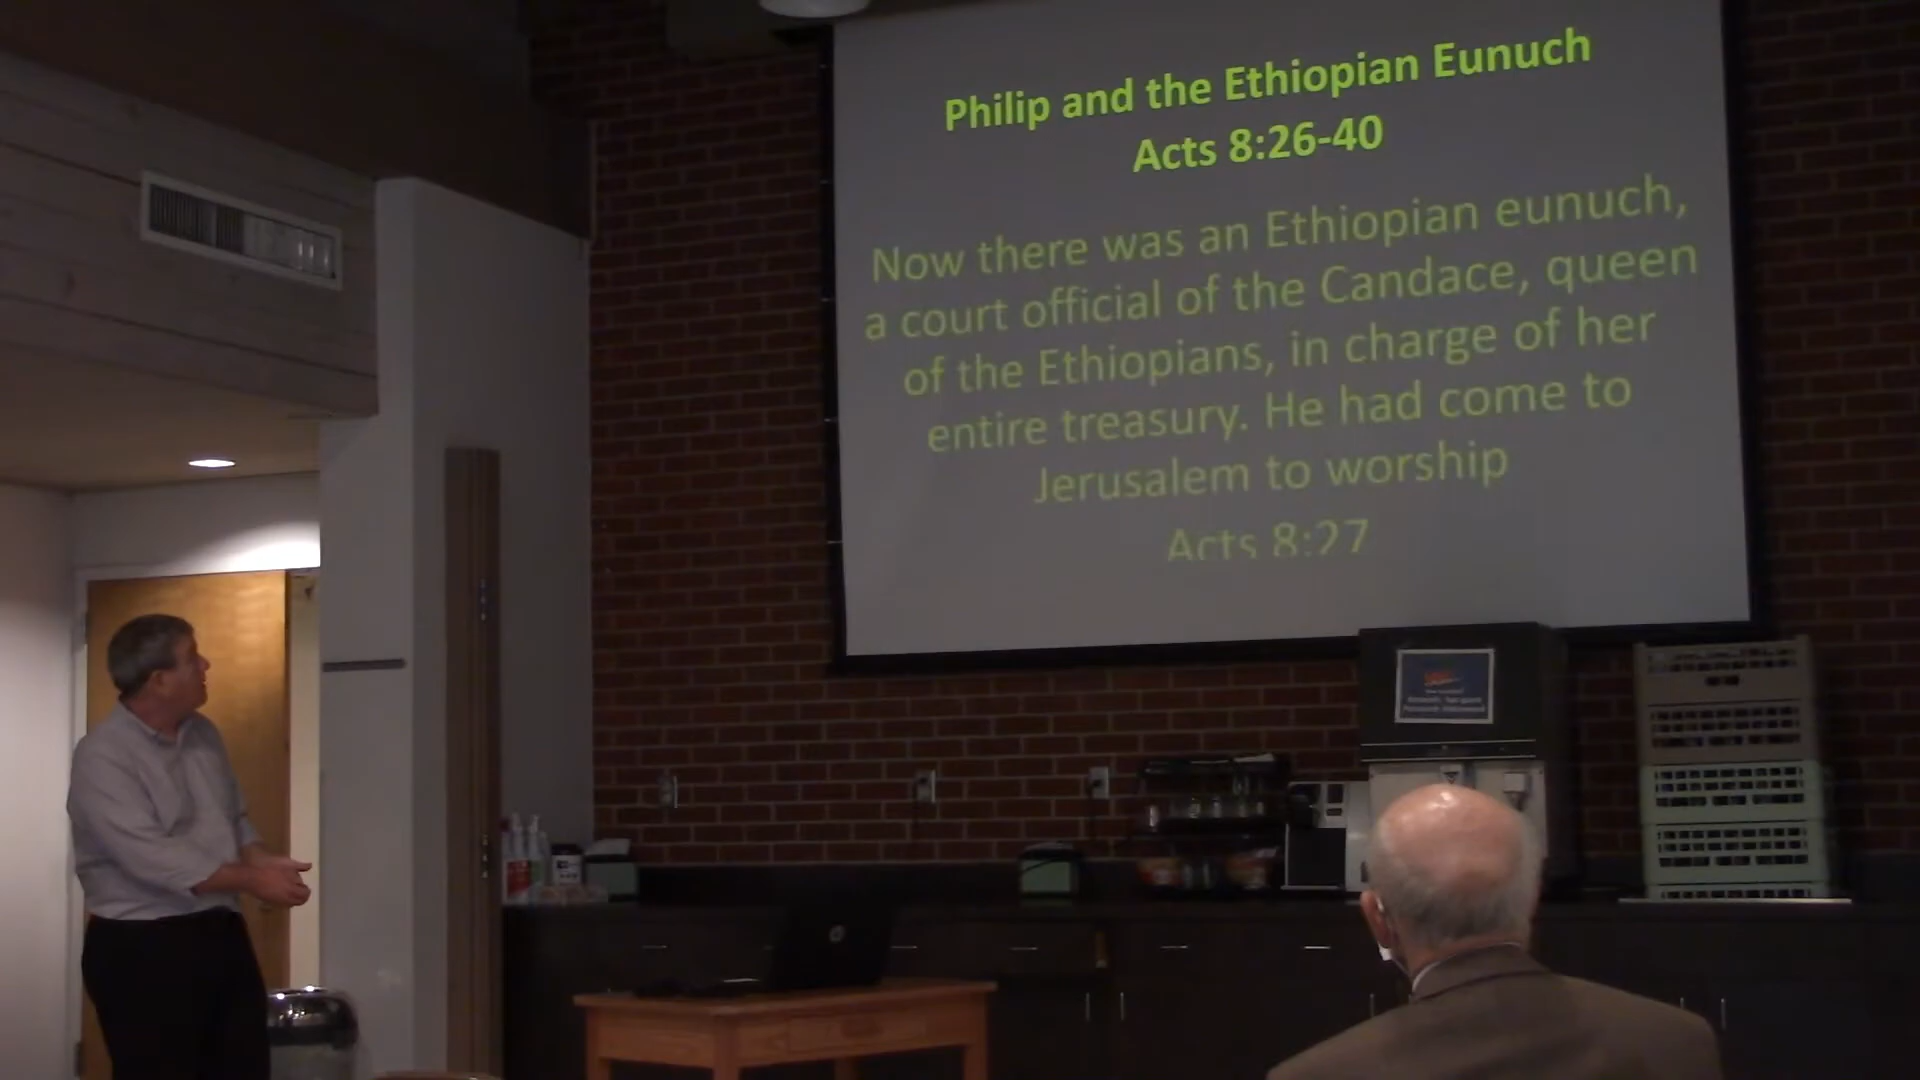 Philip and the Ethiopian Eunuch
Acts 8:26-40
Now there was an Ethiopian eunuch,
a court official of the Candace, queen
of the Ethiopians, in charge of her
entire treasury. He had come to
Jerusalem to worship
Acts 8:27